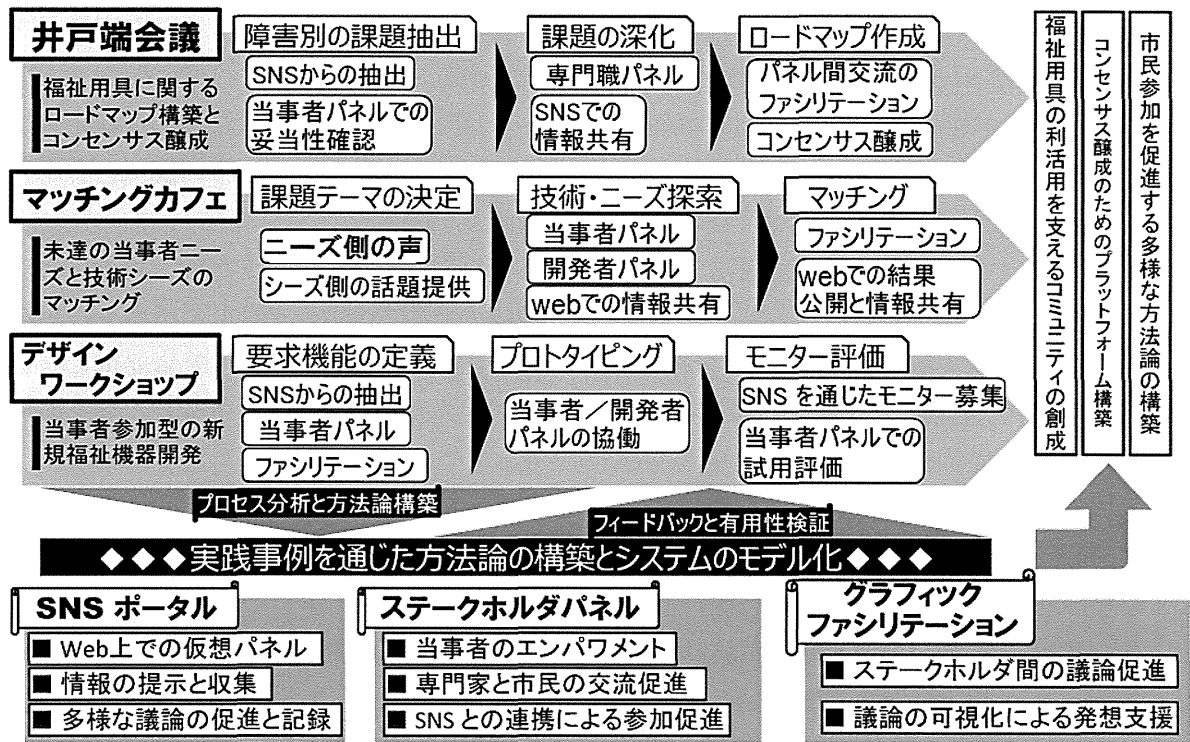 井戸端会議
福祉用具に関する
ロードマップ構築と
コンセンサス醸成
障害別の課題抽出
SNSからの抽出
当事者パネルでの
妥当性確認
課題の深化
専門職パネル
SNSでの
情報共有
ロードマップ作成
パネル間交流の
ファシリテーション
コンセンサス醸成
マッチングカフェ
未達の当事者ニー
ズと技術シーズの
マッチング
課題テーマの決定
ニーズ側の声
シーズ側の話題提供
技術・ニーズ探索
当事者パネル
開発者パネル
webでの情報共有
マッチング
ファシリテーション
webでの結果
公開と情報共有
デザイン
ワークショップ
当事者参加型の新
規福祉機器開発
要求機能の定義
SNSからの抽出
当事者パネル
ファシリテーション
プロトタイピング
当事者／開発者
パネルの協働
モニター評価
SNS を通じたモニター募集
当事者パネルでの
試用評価
市民参加を促進する多様な方法論の構築
コンセンサス醸成のためのプラットフォーム構築
福祉用具の利活用を支えるコミュニティの創成
プロセス分析と方法論構築
フィードバックと有用性検証
◆◆◆実践事例を通じた方法論の構築とシステムのモデル化◆◆◆
SNS ポータル
■ Web上での仮想パネル
■ 情報の提示と収集
■ 多様な議論の促進と記録
ステークホルダパネル
■ 当事者のエンパワメント
■ 専門家と市民の交流促進
■ SNS との連携による参加促進
グラフィック
ファシリテーション
■ ステークホルダ間の議論促進
■ 議論の可視化による発想支援